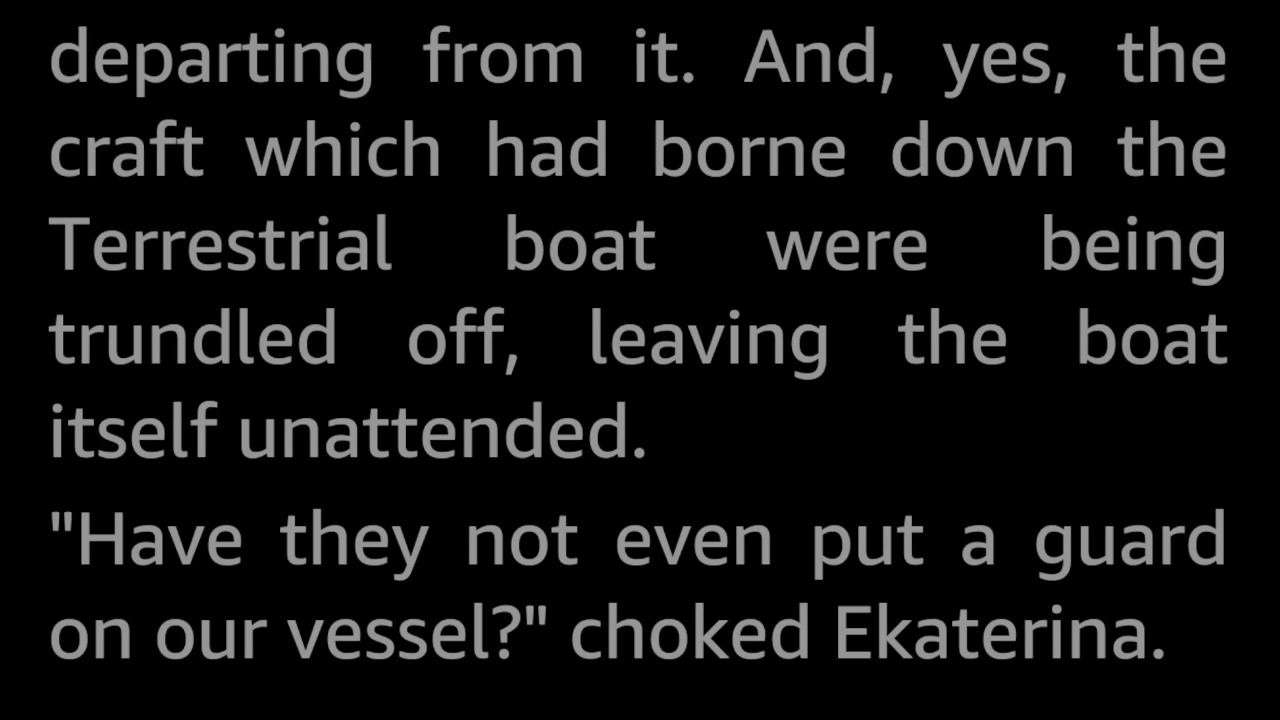 departing from it. And, yes, the
craft which had borne down the
Terrestrial boat were being
trundled off, leaving the boat
itself unattended.
"Have they not even put a guard
on our vessel?" choked Ekaterina.